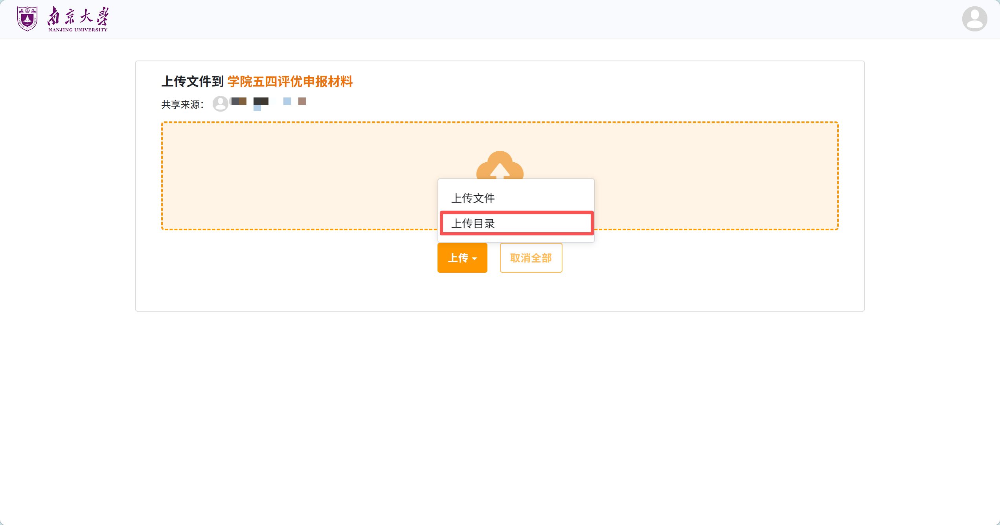 南京大學
NANJING UNIVERSITY
上传文件到 学院五四评优申报材料
共享来源：
上传文件
上传目录
上传
取消全部